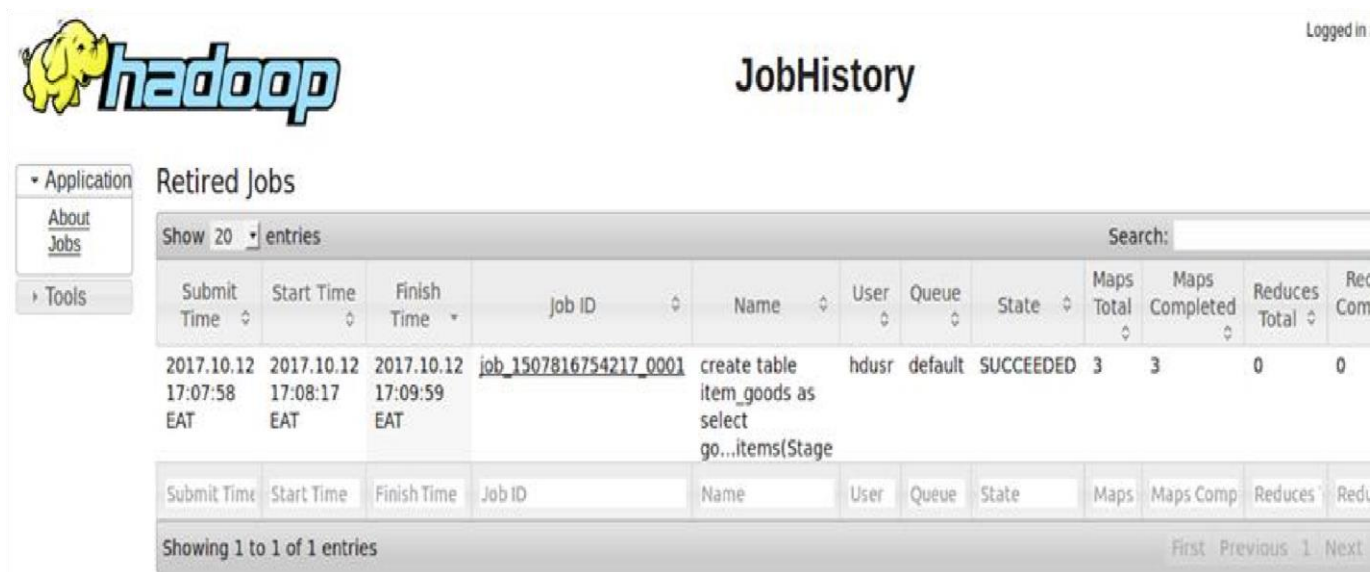 Logged in
hadoop
JobHistory
Application
About
Jobs
Tools
Retired Jobs
Show 20 entries
Search:
Submit Time
Start Time
Finish Time
Job ID
Name
User
Queue
State
Maps Total
Maps Completed
Reduces Total
2017.10.12 17:07:58 EAT
2017.10.12 17:08:17 EAT
2017.10.12 17:09:59 EAT
job_1507816754217_0001
create table
item_goods as
select
go...items(Stage
hdusr
default
SUCCEEDED
3
3
0
0
Submit Time
Start Time
Finish Time
Job ID
Name
User
Queue
State
Maps
Maps Comp
Reduces
Showing 1 to 1 of 1 entries
First Previous 1 Next